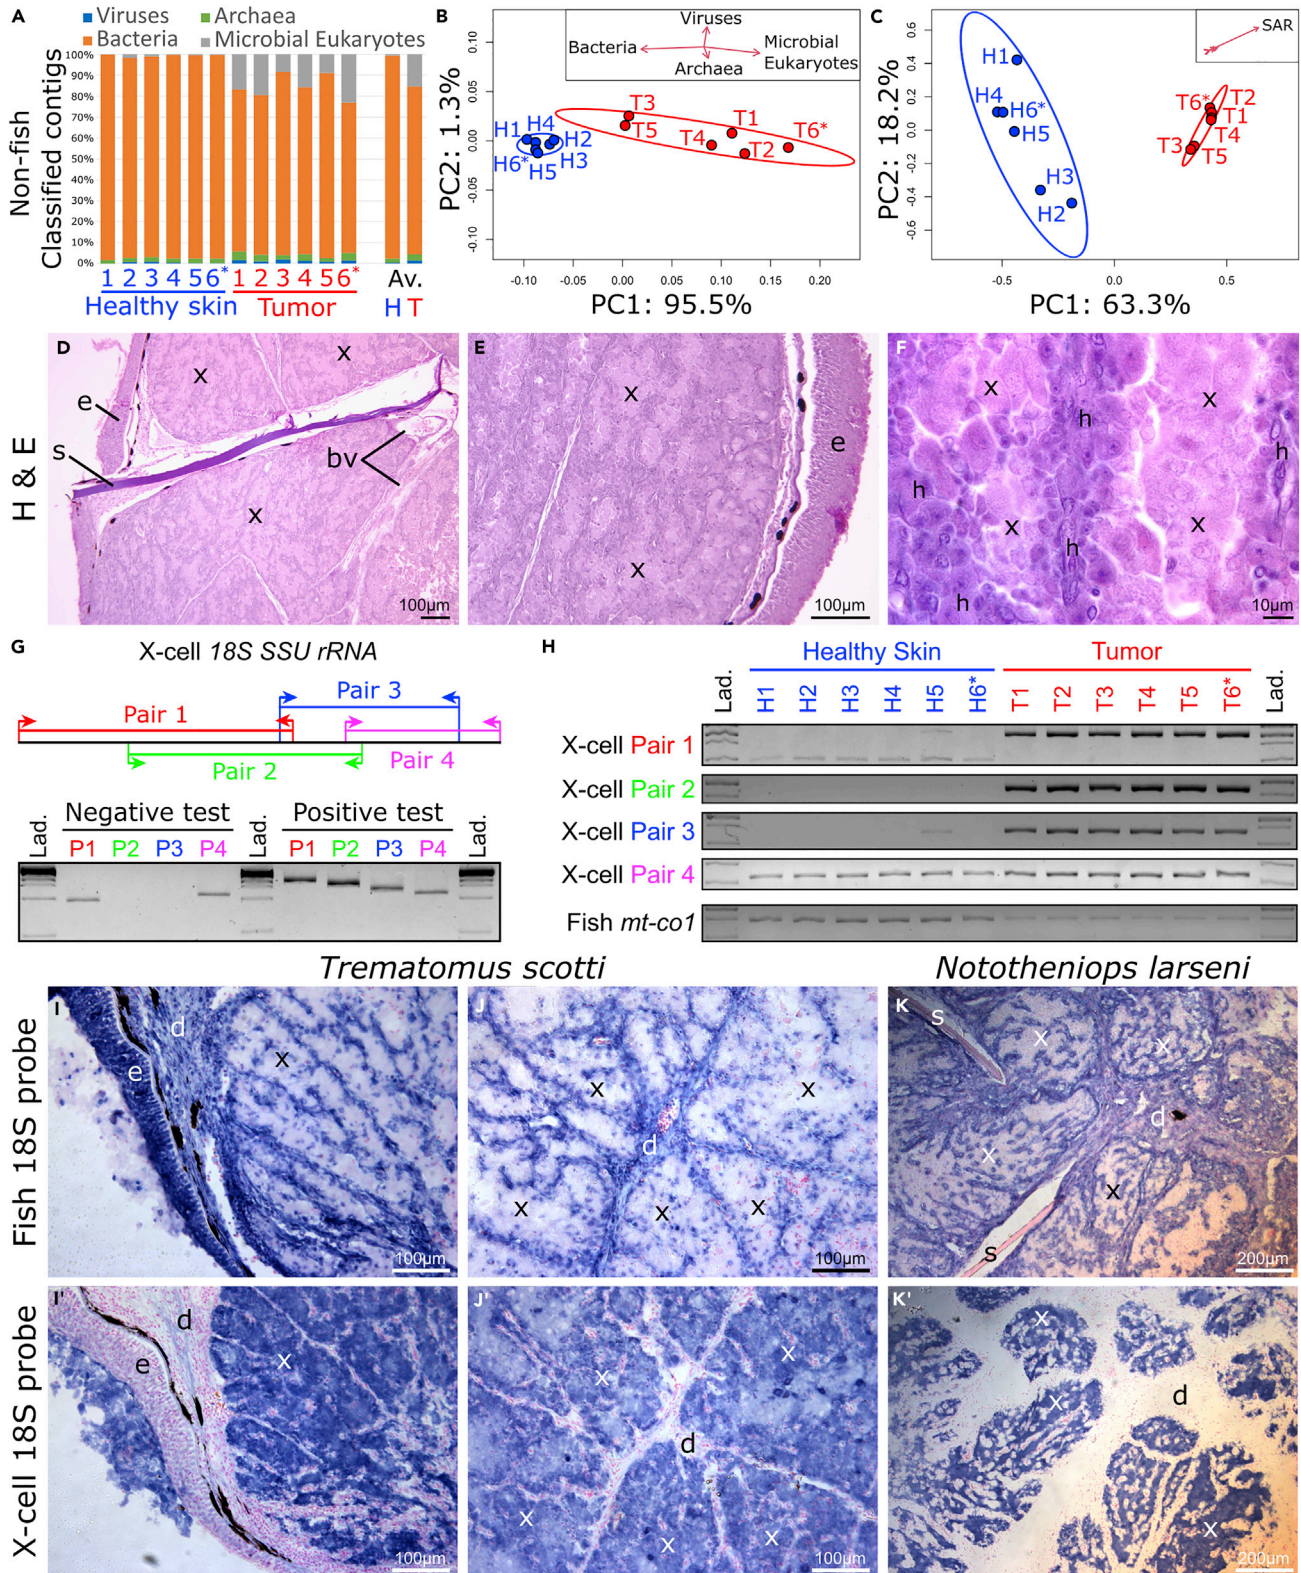 A
Viruses
Archaea
Bacteria
Microbial Eukaryotes
Non-fish
Classified contigs
100%
90%
80%
70%
60%
50%
40%
30%
20%
10%
0%
1 2 3 4 5 6* 1 2 3 4 5 6* Av.
Healthy skin Tumor H T
B
Viruses
Bacteria
Microbial
Eukaryotes
Archaea
PC2: 1.3%
0.10
0.05
0.00
-0.05
-0.10
H1 H4 H2
H6* H5 H3
T3
T5
T1
T4
T2
T6*
-0.10 -0.05 0.00 0.05 0.10 0.15 0.20
PC1: 95.5%
C
SAR
PC2: 18.2%
0.6
0.4
0.2
0.0
-0.2
-0.4
-0.6
H1
H4
H6*
H5
H3
H2
T6*
T2
T1
T4
T3
T5
-0.5 0.0 0.5
PC1: 63.3%
H & E
D
x
x
e
s
bv
x
100µm
E
x
e
x
100µm
F
x
x
h
h
h
x
x
h
h
10µm
G
X-cell 18S SSU rRNA
Pair 3
Pair 1
Pair 2
Pair 4
Negative test
Positive test
Lad. P1 P2 P3 P4 Lad. P1 P2 P3 P4 Lad.
H
Healthy Skin
Tumor
Lad. H1 H2 H3 H4 H5 H6* T1 T2 T3 T4 T5 T6* Lad.
X-cell Pair 1
X-cell Pair 2
X-cell Pair 3
X-cell Pair 4
Fish mt-co1
Trematomus scotti
Nototheniops larseni
Fish 18S probe
I
d
e
x
100µm
J
x
x
d
x
x
x
100µm
K
s
x
x
d
x
x
s
200µm
X-cell 18S probe
I'
d
e
x
100µm
J'
x
x
d
x
x
x
100µm
K'
x
x
d
x
200µm